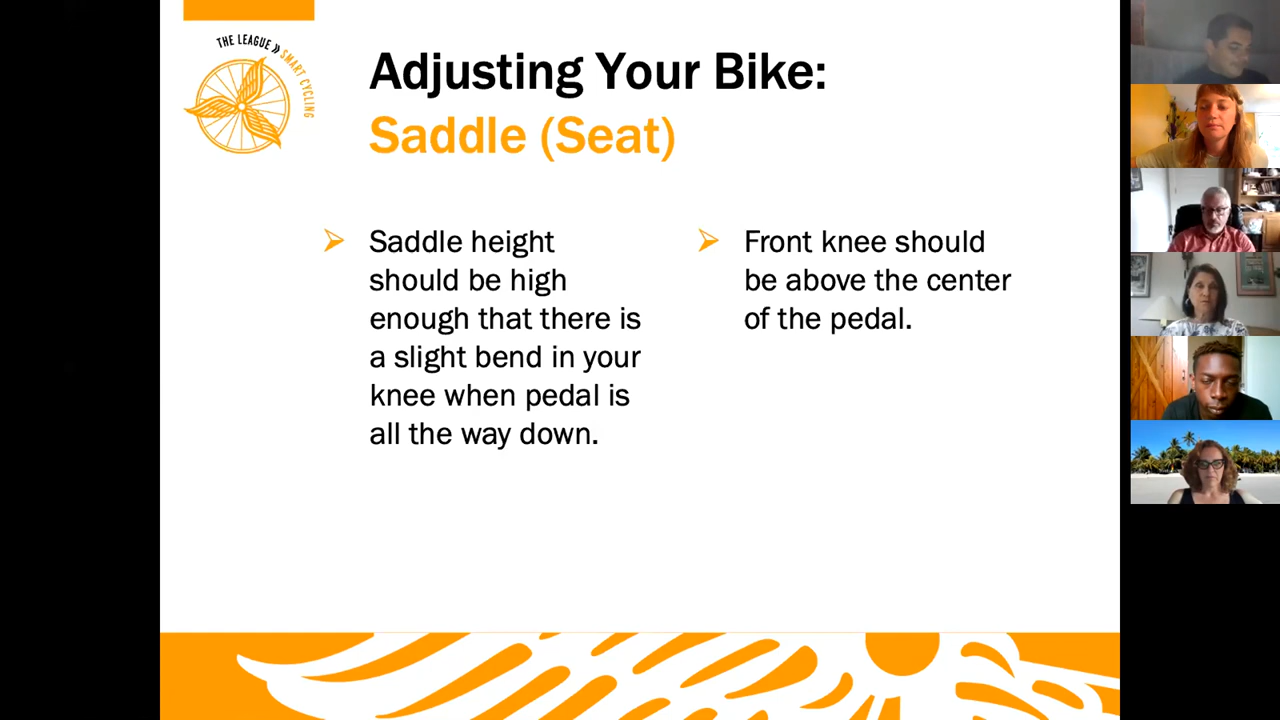 THE LEAGUE » SMART CYCLING
Adjusting Your Bike:
Saddle (Seat)
Saddle height
should be high
enough that there is
a slight bend in your
knee when pedal is
all the way down.
Front knee should
be above the center
of the pedal.